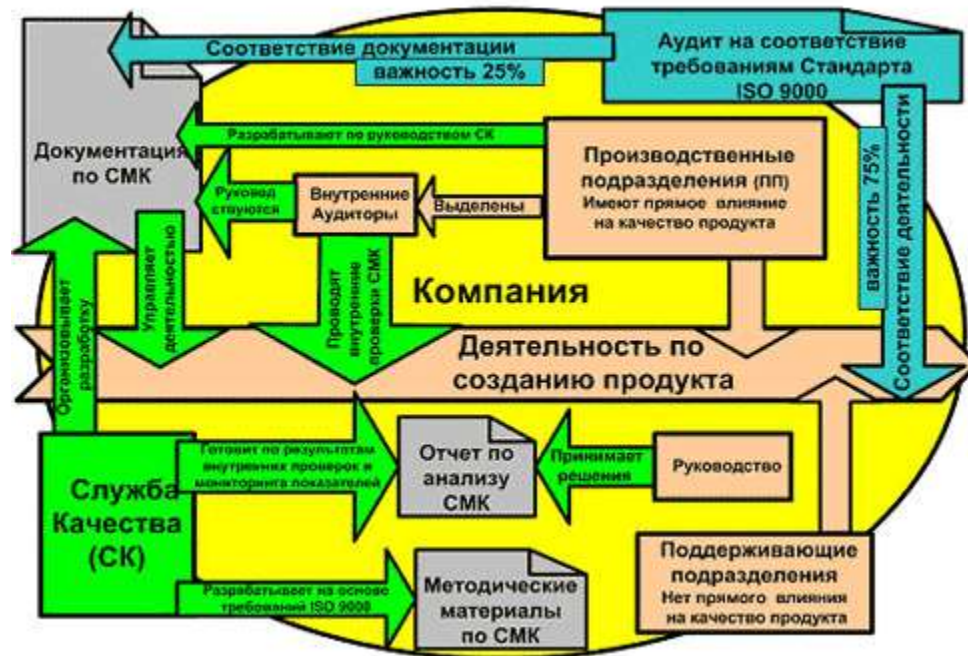 Соответствие документации
важность 25%
Аудит на соответствие
требованиям Стандарта
ISO 9000
Документация
по СМК
Разрабатывают по руководством СК
Производственные
подразделения (ПП)
Имеют прямое влияние
на качество продукта
Руковод
ствуются
Внутренние
Аудиторы
Выделены
важность 75%
Соответствие деятельности
Организовывает
разработку
Управляет
деятельностью
Проводят
внутренние
проверки СМК
Компания
Деятельность по
созданию продукта
Служба
Качества
(СК)
Готовит по результатам
внутренних проверок и
мониторинга показателей
Отчет по
анализу
СМК
Принимает
решения
Руководство
Разрабатывает на основе
требований ISO 9000
Методические
материалы
по СМК
Поддерживающие
подразделения
Нет прямого влияния
на качество продукта